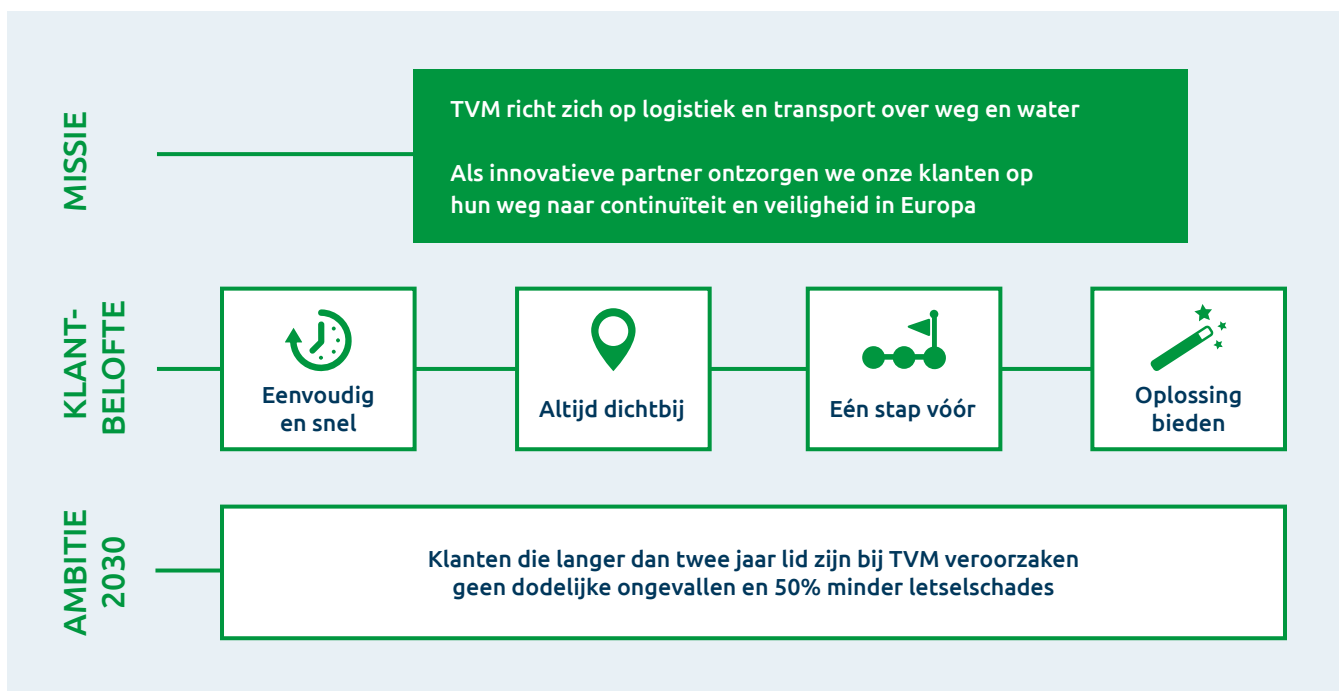 MISSIE
TVM richt zich op logistiek en transport over weg en water
Als innovatieve partner ontzorgen we onze klanten op
hun weg naar continuïteit en veiligheid in Europa
KLANT-
BELOFTE
Eenvoudig
en snel
Altijd dichtbij
Eén stap vóór
Oplossing
bieden
AMBITIE
2030
Klanten die langer dan twee jaar lid zijn bij TVM veroorzaken
geen dodelijke ongevallen en 50% minder letselschades